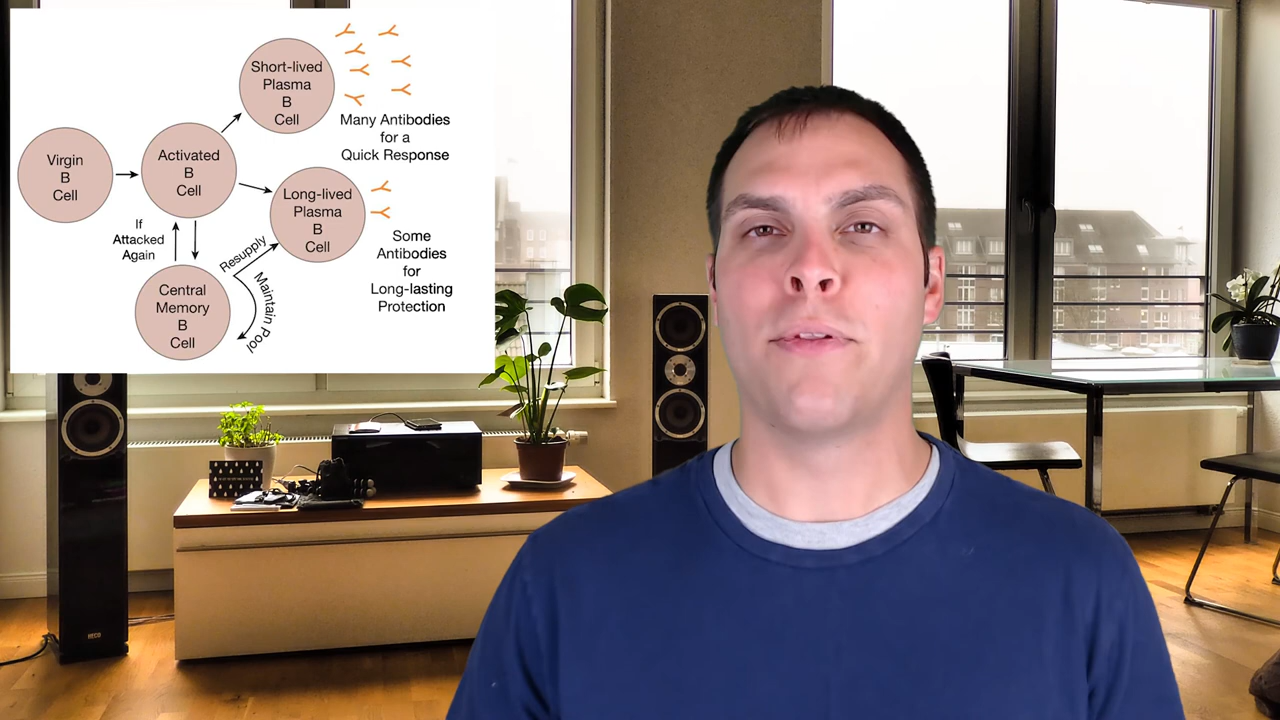 Short-lived
Plasma
B
Cell
Many Antibodies
for a
Quick Response
Virgin
B
Cell
Activated
B
Cell
Long-lived
Plasma
B
Cell
If
Attacked
Again
Resupply
Maintain Pool
Some
Antibodies
for
Long-lasting
Protection
Central
Memory
B
Cell
HECO